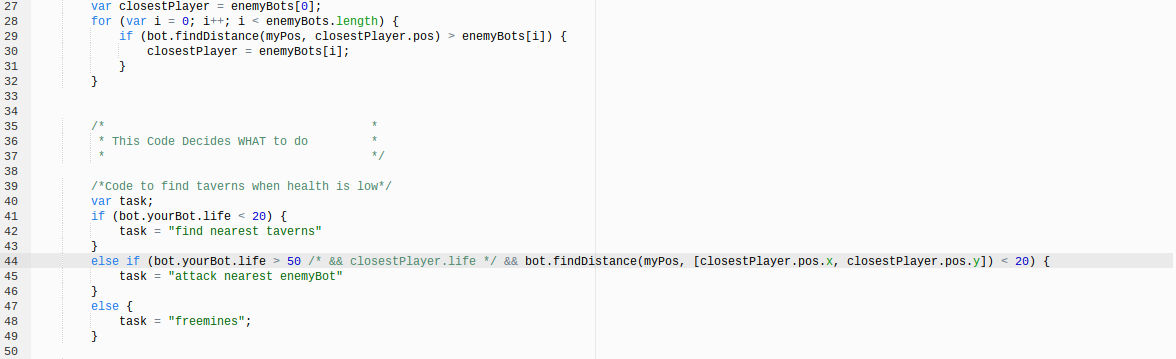 27 var closestPlayer = enemyBots[0];
28 for (var i = 0; i++; i < enemyBots.length) {
29 if (bot.findDistance(myPos, closestPlayer.pos) > enemyBots[i]) {
30 closestPlayer = enemyBots[i];
31 }
32 }
33
34
35 /* *
36 * This Code Decides WHAT to do *
37 * */
38
39 /*Code to find taverns when health is low*/
40 var task;
41 if (bot.yourBot.life < 20) {
42 task = "find nearest taverns"
43 }
44 else if (bot.yourBot.life > 50 /* && closestPlayer.life */ && bot.findDistance(myPos, [closestPlayer.pos.x, closestPlayer.pos.y]) < 20) {
45 task = "attack nearest enemyBot"
46 }
47 else {
48 task = "freemines";
49 }
50